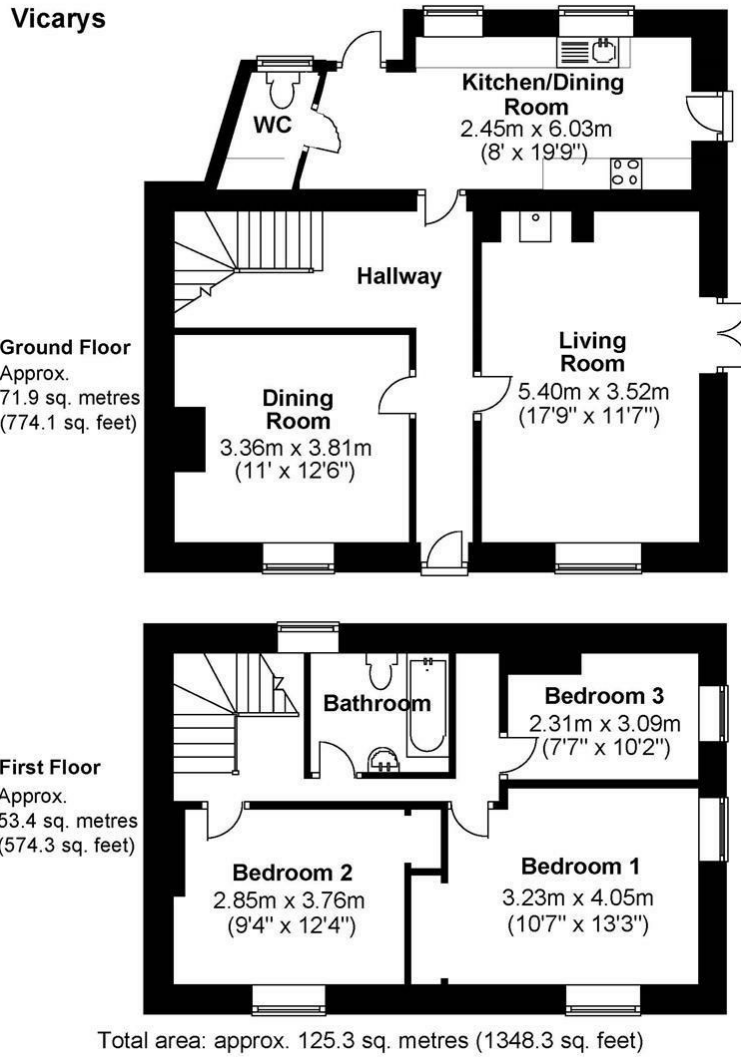 Vicarys
Kitchen/Dining
Room
2.45m x 6.03m
(8' x 19'9")
WC
Hallway
Living
Room
5.40m x 3.52m
(17'9" x 11'7")
Ground Floor
Approx.
71.9 sq. metres
(774.1 sq. feet)
Dining
Room
3.36m x 3.81m
(11' x 12'6")
Bathroom
Bedroom 3
2.31m x 3.09m
(7'7" x 10'2")
First Floor
Approx.
53.4 sq. metres
(574.3 sq. feet)
Bedroom 2
2.85m x 3.76m
(9'4" x 12'4")
Bedroom 1
3.23m x 4.05m
(10'7" x 13'3")
Total area: approx. 125.3 sq. metres (1348.3 sq. feet)